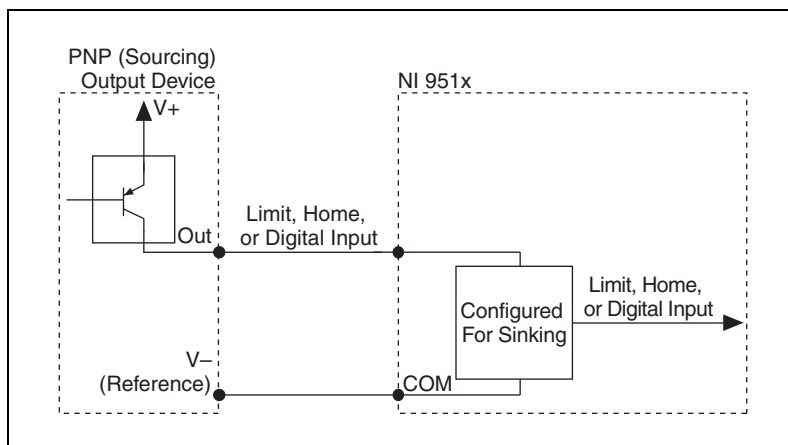 PNP (Sourcing)
Output Device
NI 951x
V+
Out
Limit, Home,
or Digital Input
Configured
For Sinking
Limit, Home,
or Digital Input
V–
(Reference)
COM